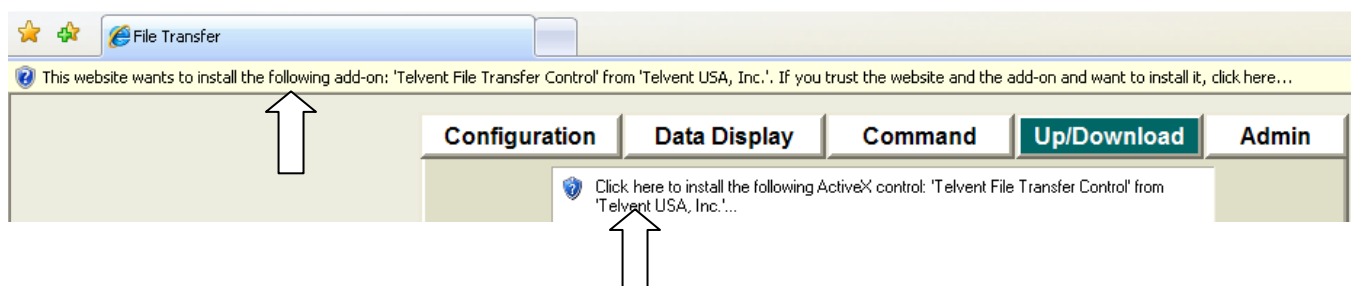 File Transfer
This website wants to install the following add-on: 'Telvent File Transfer Control' from 'Telvent USA, Inc.'. If you trust the website and the add-on and want to install it, click here...
Configuration Data Display Command Up/Download Admin
Click here to install the following ActiveX control: 'Telvent File Transfer Control' from
'Telvent USA, Inc.'...